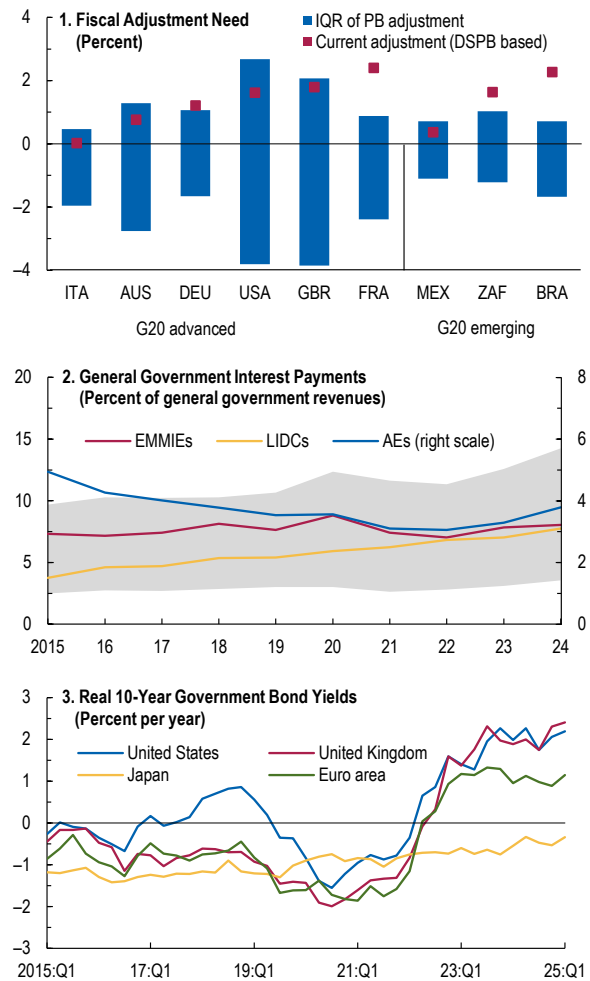 1. Fiscal Adjustment Need
(Percent)
IQR of PB adjustment
Current adjustment (DSPB based)
4
2
0
–2
–4
ITA AUS DEU USA GBR FRA MEX ZAF BRA
G20 advanced G20 emerging
2. General Government Interest Payments
(Percent of general government revenues)
EMMIEs LIDCs AEs (right scale)
20
15
10
5
0
8
6
4
2
0
2015 16 17 18 19 20 21 22 23 24
3. Real 10-Year Government Bond Yields
(Percent per year)
United States United Kingdom
Japan Euro area
3
2
1
0
–1
–2
–3
2015:Q1 17:Q1 19:Q1 21:Q1 23:Q1 25:Q1